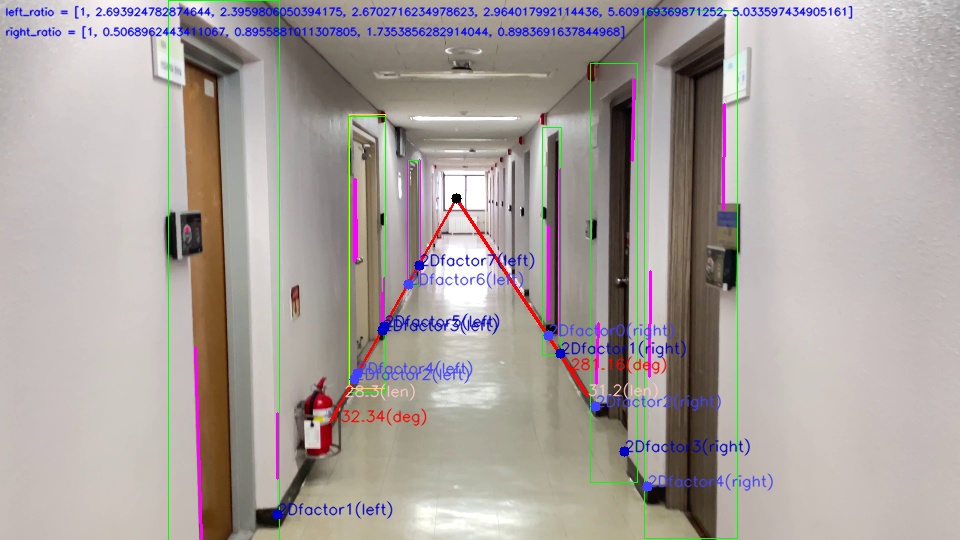 left_ratio = [1, 2.693924782874644, 2.3959806050394175, 2.6702716234978623, 2.964017992114436, 5.609169369871252, 5.033597434905161]
right_ratio = [1, 0.5068962443411067, 0.8955881011307805, 1.7353856282914044, 0.8983691637844968]
2Dfactor7(left)
2Dfactor6(left)
2Dfactor5(left)
2Dfactor3(left)
2Dfactor0(right)
2Dfactor1(right)
281.16(deg)
2Dfactor4(left)
2Dfactor2(left)
28.3(len)
31.2(len)
2Dfactor2(right)
32.34(deg)
2Dfactor3(right)
2Dfactor4(right)
2Dfactor1(left)